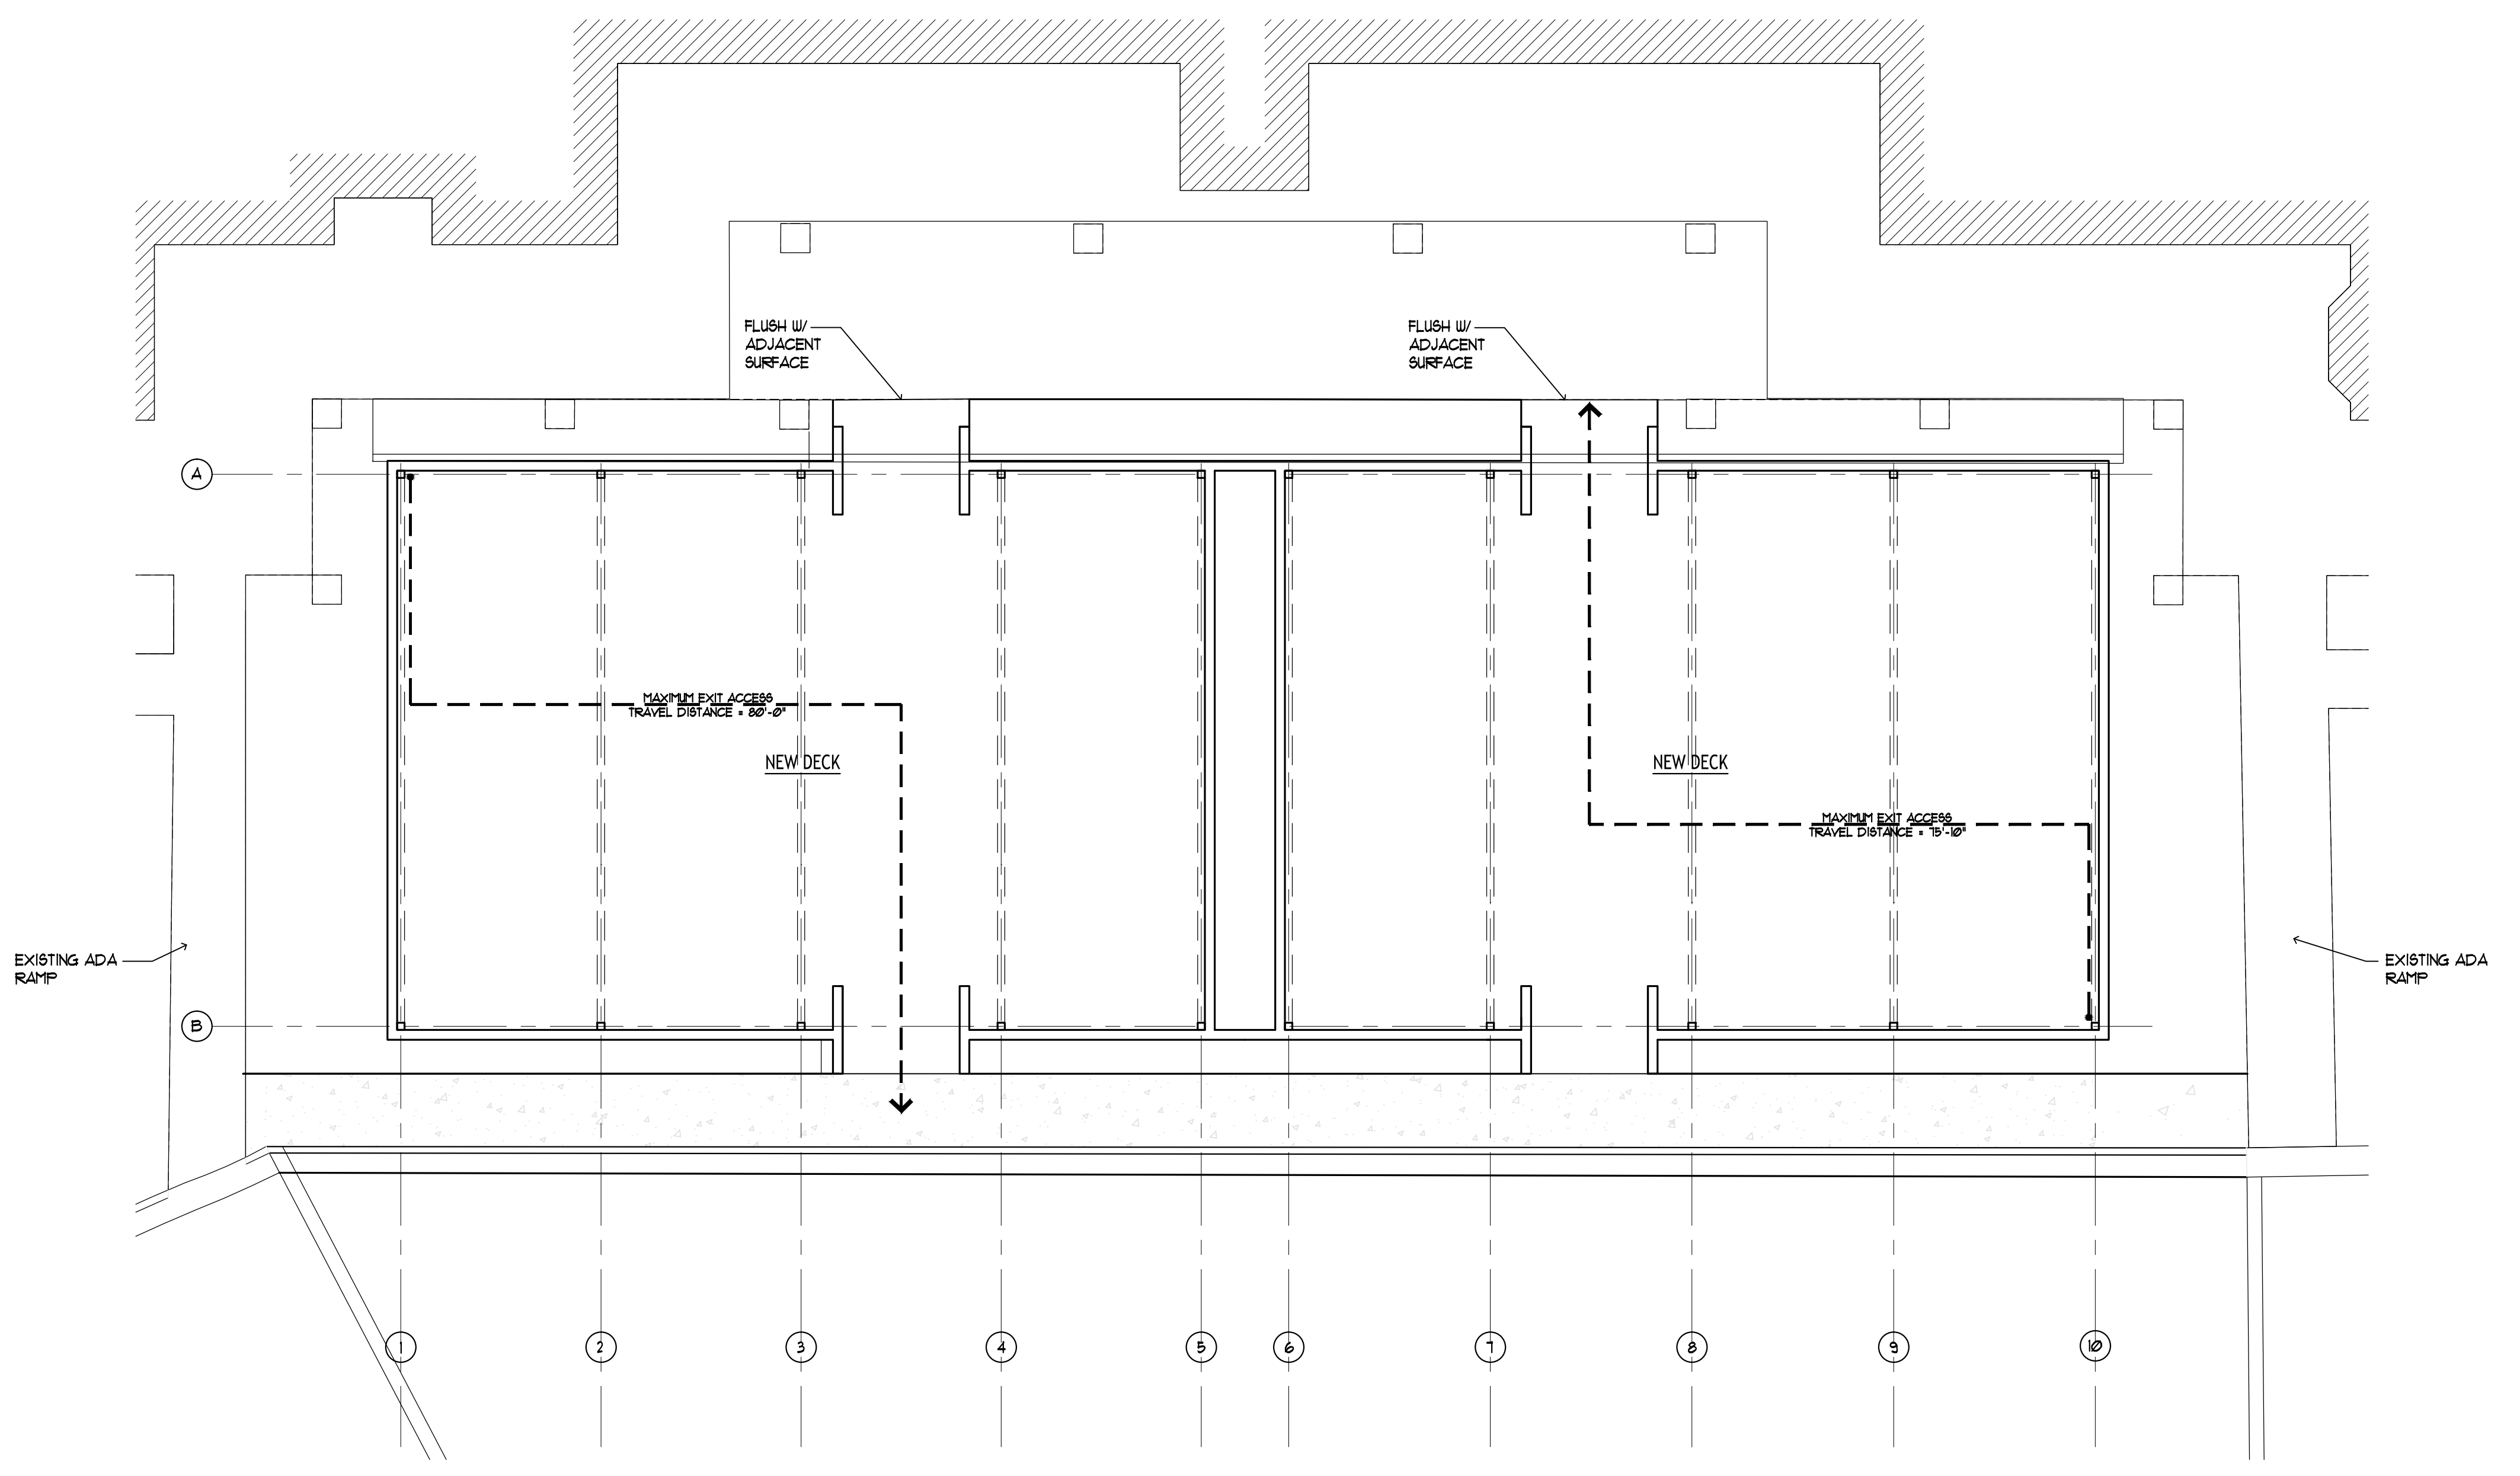 FLUSH W/
ADJACENT
SURFACE
FLUSH W/
ADJACENT
SURFACE
A
MAXIMUM EXIT ACCESS
TRAVEL DISTANCE = 80'-0"
NEW DECK
NEW DECK
MAXIMUM EXIT ACCESS
TRAVEL DISTANCE = 75'-10"
EXISTING ADA
RAMP
EXISTING ADA
RAMP
B
1
2
3
4
5
6
7
8
9
10